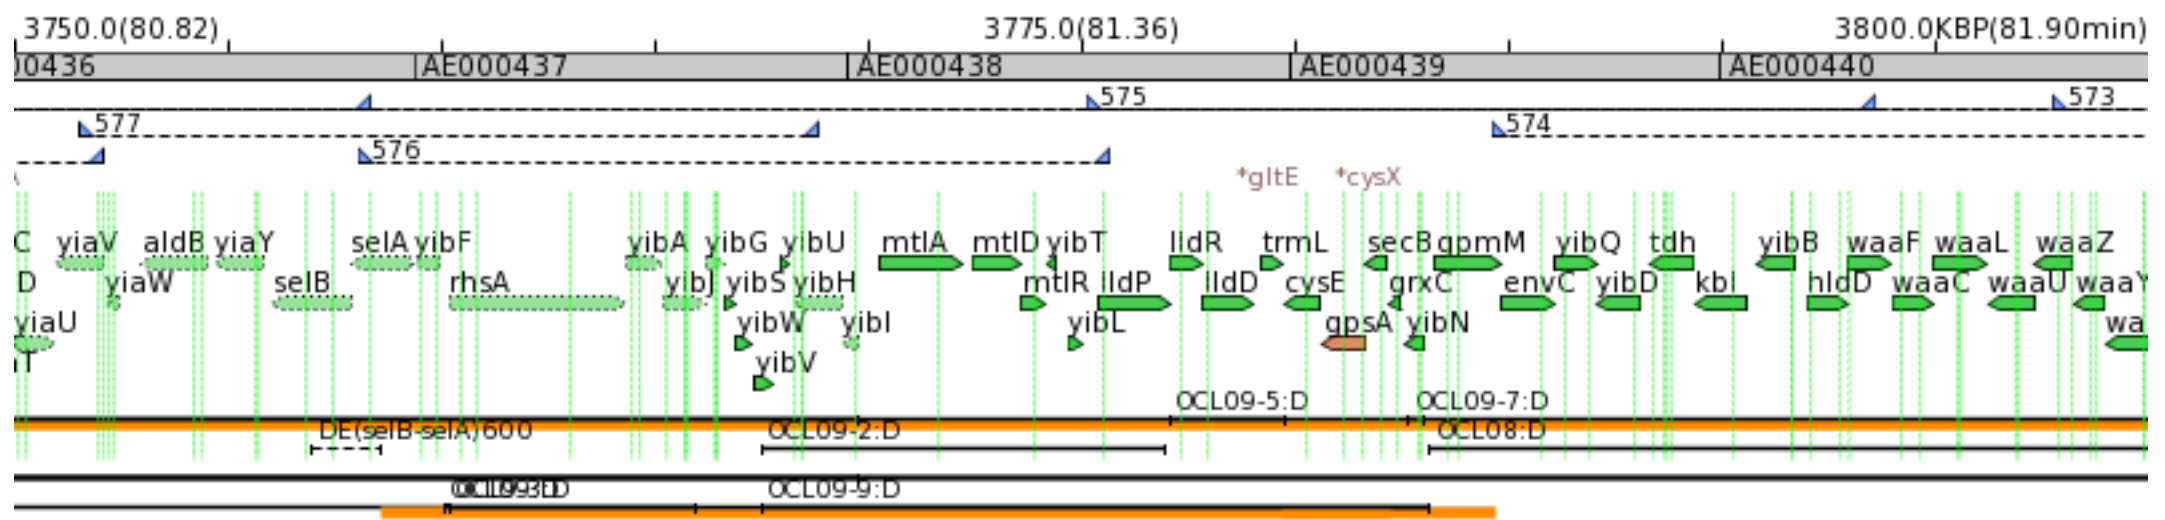 3750.0(80.82) 3775.0(81.36) 3800.0KBP(81.90min)
00436 AE000437 AE000438 AE000439 AE000440
575 573
577 574
576
*gltE *cysX
C yiaV aldB yiaY selA yibF yibA yibG yibU mtlA mtlD yibT lldR trmL secB gpmM yibQ tdh yibB waaF waaL waaZ
D yiaW selB rhsA yibJ yibS yibH mtlR lldP lldD cysE grxC envC yibD kbl hldD waaC waaU waaY
yiaU yibW yibI yibL gpsA yibN wa
T yibV
OCL09-5:D OCL09-7:D
DE(selB-selA)600 OCL09-2:D OCL08:D
OCL09-9:D